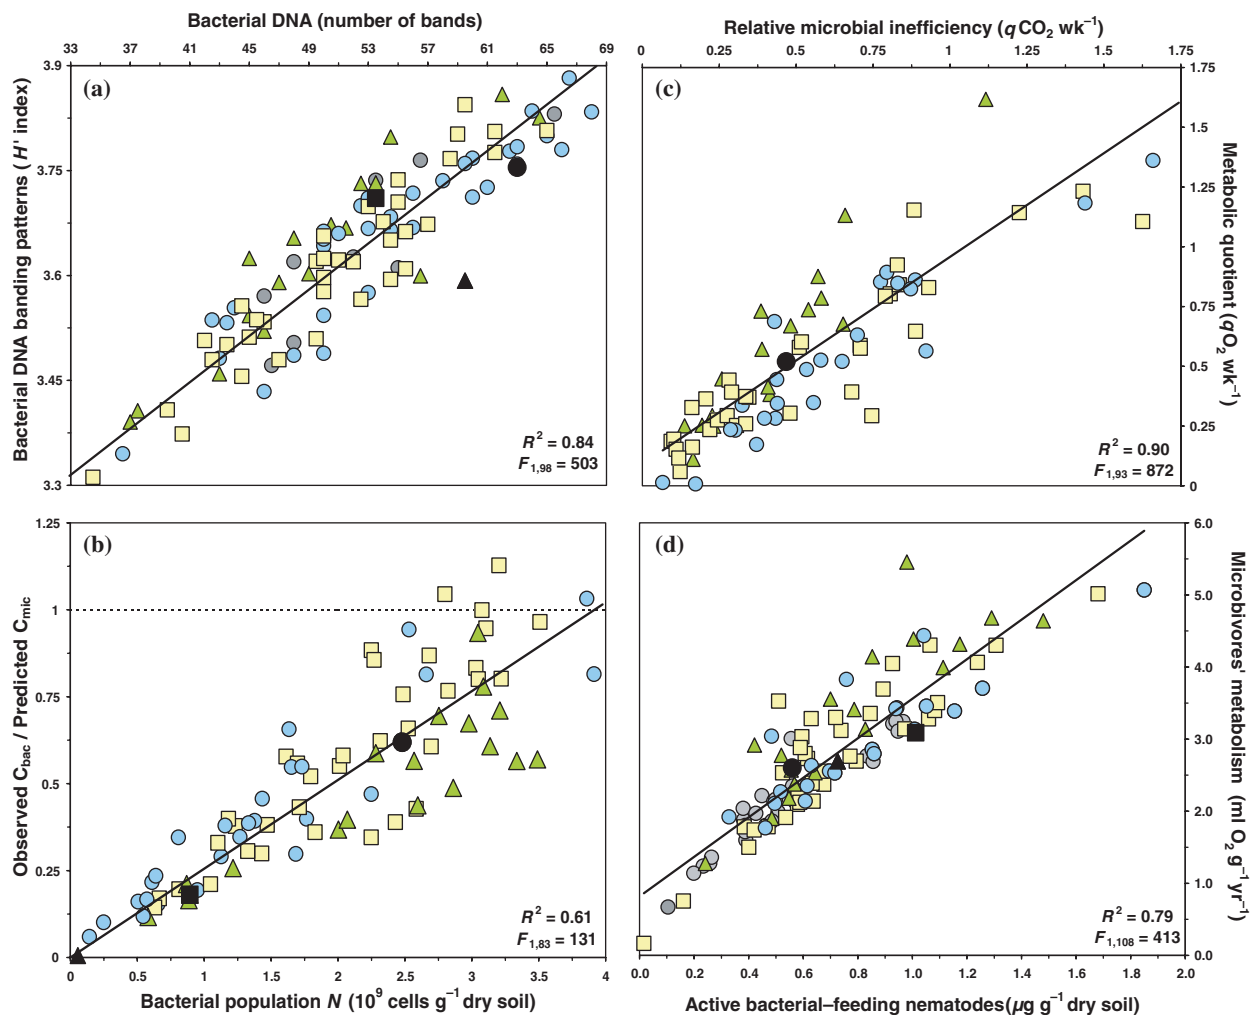 Bacterial DNA (number of bands)
33 37 41 45 49 53 57 61 65 69
Bacterial DNA banding patterns (H′ index)
3.9
3.75
3.6
3.45
3.3
(a)
R² = 0.84
F₁,₉₈ = 503
Relative microbial inefficiency (qCO₂ wk⁻¹)
0 0.25 0.5 0.75 1 1.25 1.5 1.75
(c)
1.75
1.5
1.25
1
0.75
0.5
0.25
0
Metabolic quotient (qO₂ wk⁻¹)
R² = 0.90
F₁,₉₃ = 872
Observed C_bac / Predicted C_mic
1.25
1
0.75
0.5
0.25
0
(b)
R² = 0.61
F₁,₈₃ = 131
0 0.5 1 1.5 2 2.5 3 3.5 4
Bacterial population N (10⁹ cells g⁻¹ dry soil)
(d)
6.0
5.0
4.0
3.0
2.0
1.0
0.0
Microbivores' metabolism (ml O₂ g⁻¹ yr⁻¹)
R² = 0.79
F₁,₁₀₈ = 413
0.0 0.2 0.4 0.6 0.8 1.0 1.2 1.4 1.6 1.8 2.0
Active bacterial–feeding nematodes (μg g⁻¹ dry soil)